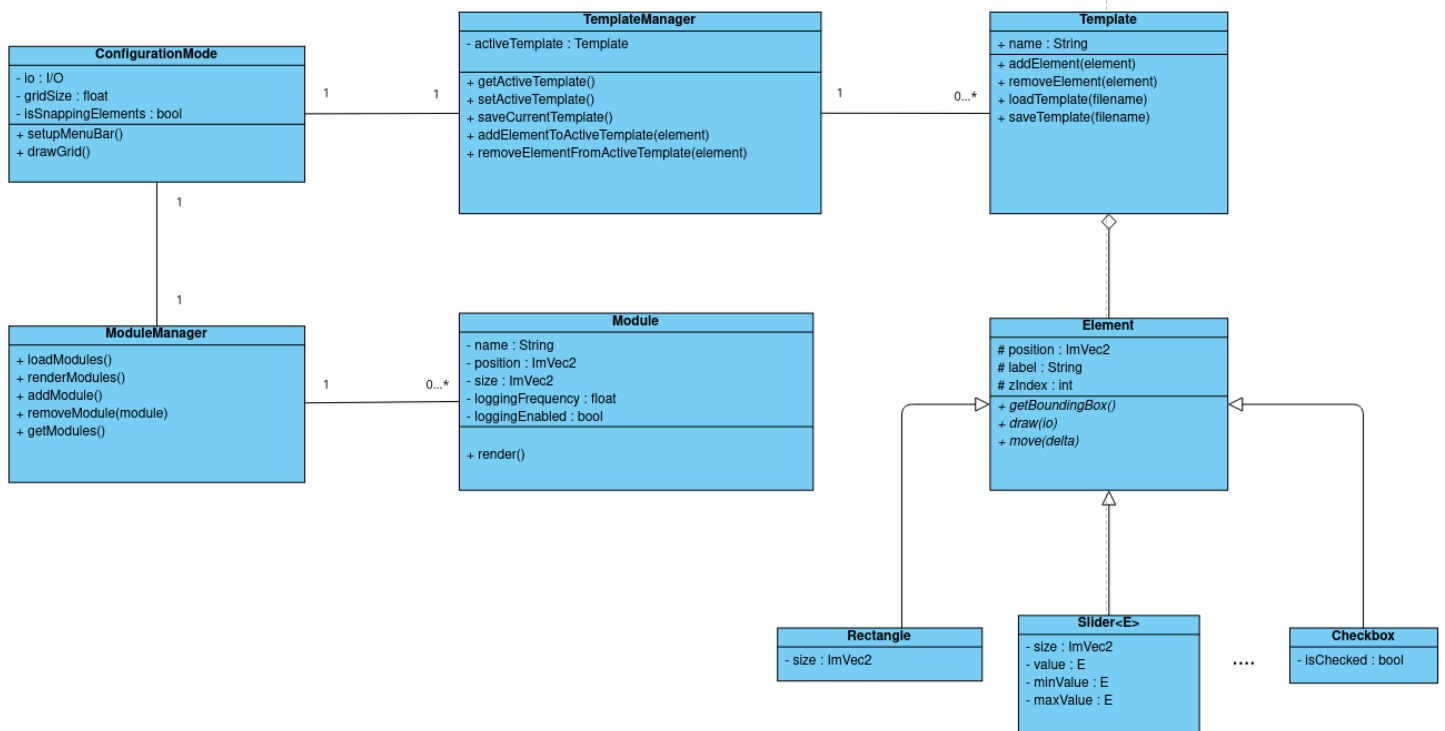 ConfigurationMode
- io : I/O
- gridSize : float
- isSnappingElements : bool
+ setupMenuBar()
+ drawGrid()
1
1
TemplateManager
- activeTemplate : Template
+ getActiveTemplate()
+ setActiveTemplate()
+ saveCurrentTemplate()
+ addElementToActiveTemplate(element)
+ removeElementFromActiveTemplate(element)
1
0...*
Template
+ name : String
+ addElement(element)
+ removeElement(element)
+ loadTemplate(filename)
+ saveTemplate(filename)
1
1
ModuleManager
+ loadModules()
+ renderModules()
+ addModule()
+ removeModule(module)
+ getModules()
1
0...*
Module
- name : String
- position : ImVec2
- size : ImVec2
- loggingFrequency : float
- loggingEnabled : bool
+ render()
Element
# position : ImVec2
# label : String
# zIndex : int
+ getBoundingBox()
+ draw(io)
+ move(delta)
Rectangle
- size : ImVec2
Slider<E>
- size : ImVec2
- value : E
- minValue : E
- maxValue : E
....
Checkbox
- isChecked : bool